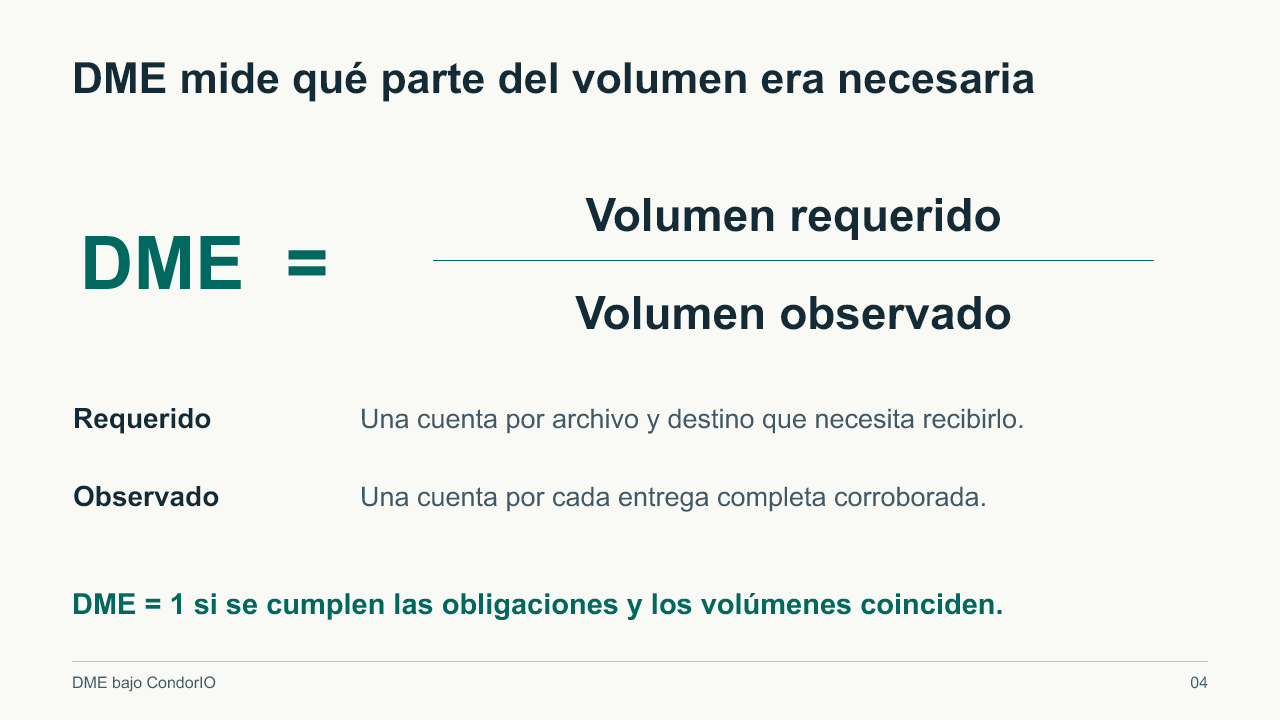 DME mide qué parte del volumen era necesaria
DME =
Volumen requerido
Volumen observado
Requerido
Una cuenta por archivo y destino que necesita recibirlo.
Observado
Una cuenta por cada entrega completa corroborada.
DME = 1 si se cumplen las obligaciones y los volúmenes coinciden.
DME bajo CondorIO
04